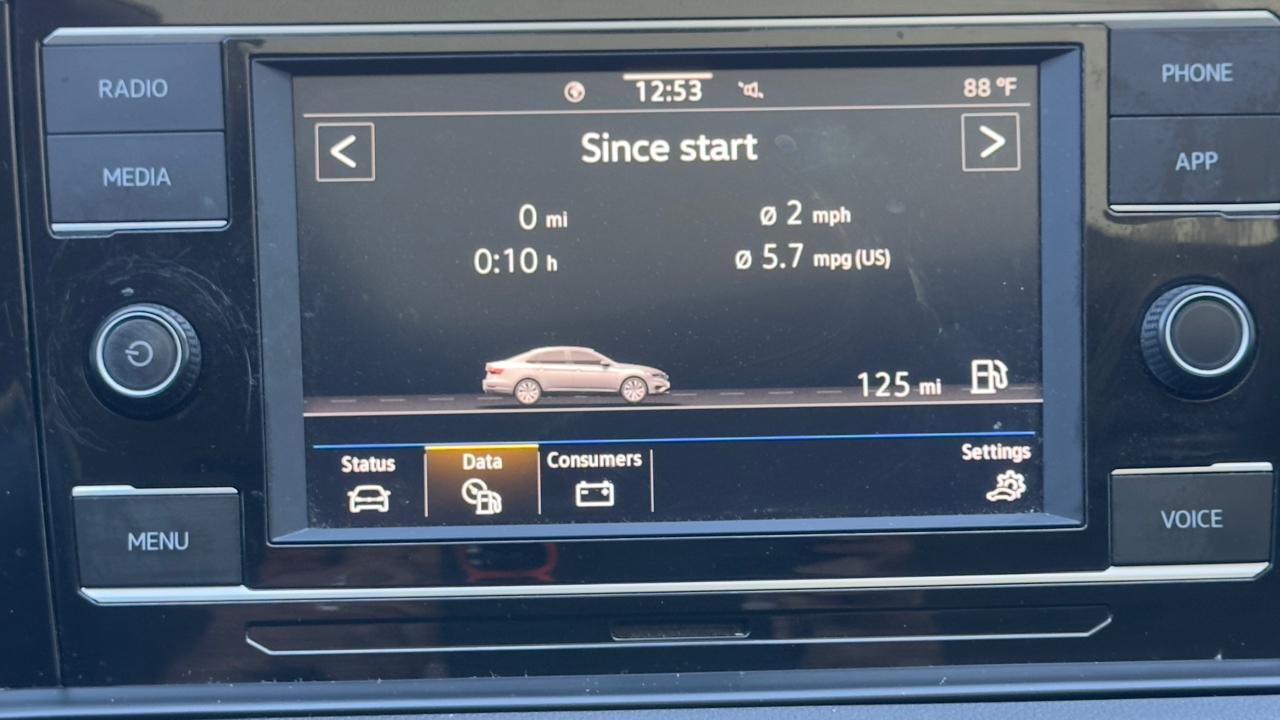 RADIO
MEDIA
MENU
12:53
88 °F
<
Since start
>
0 mi
ø 2 mph
0:10 h
ø 5.7 mpg (US)
125 mi
Status
Data
Consumers
Settings
PHONE
APP
VOICE